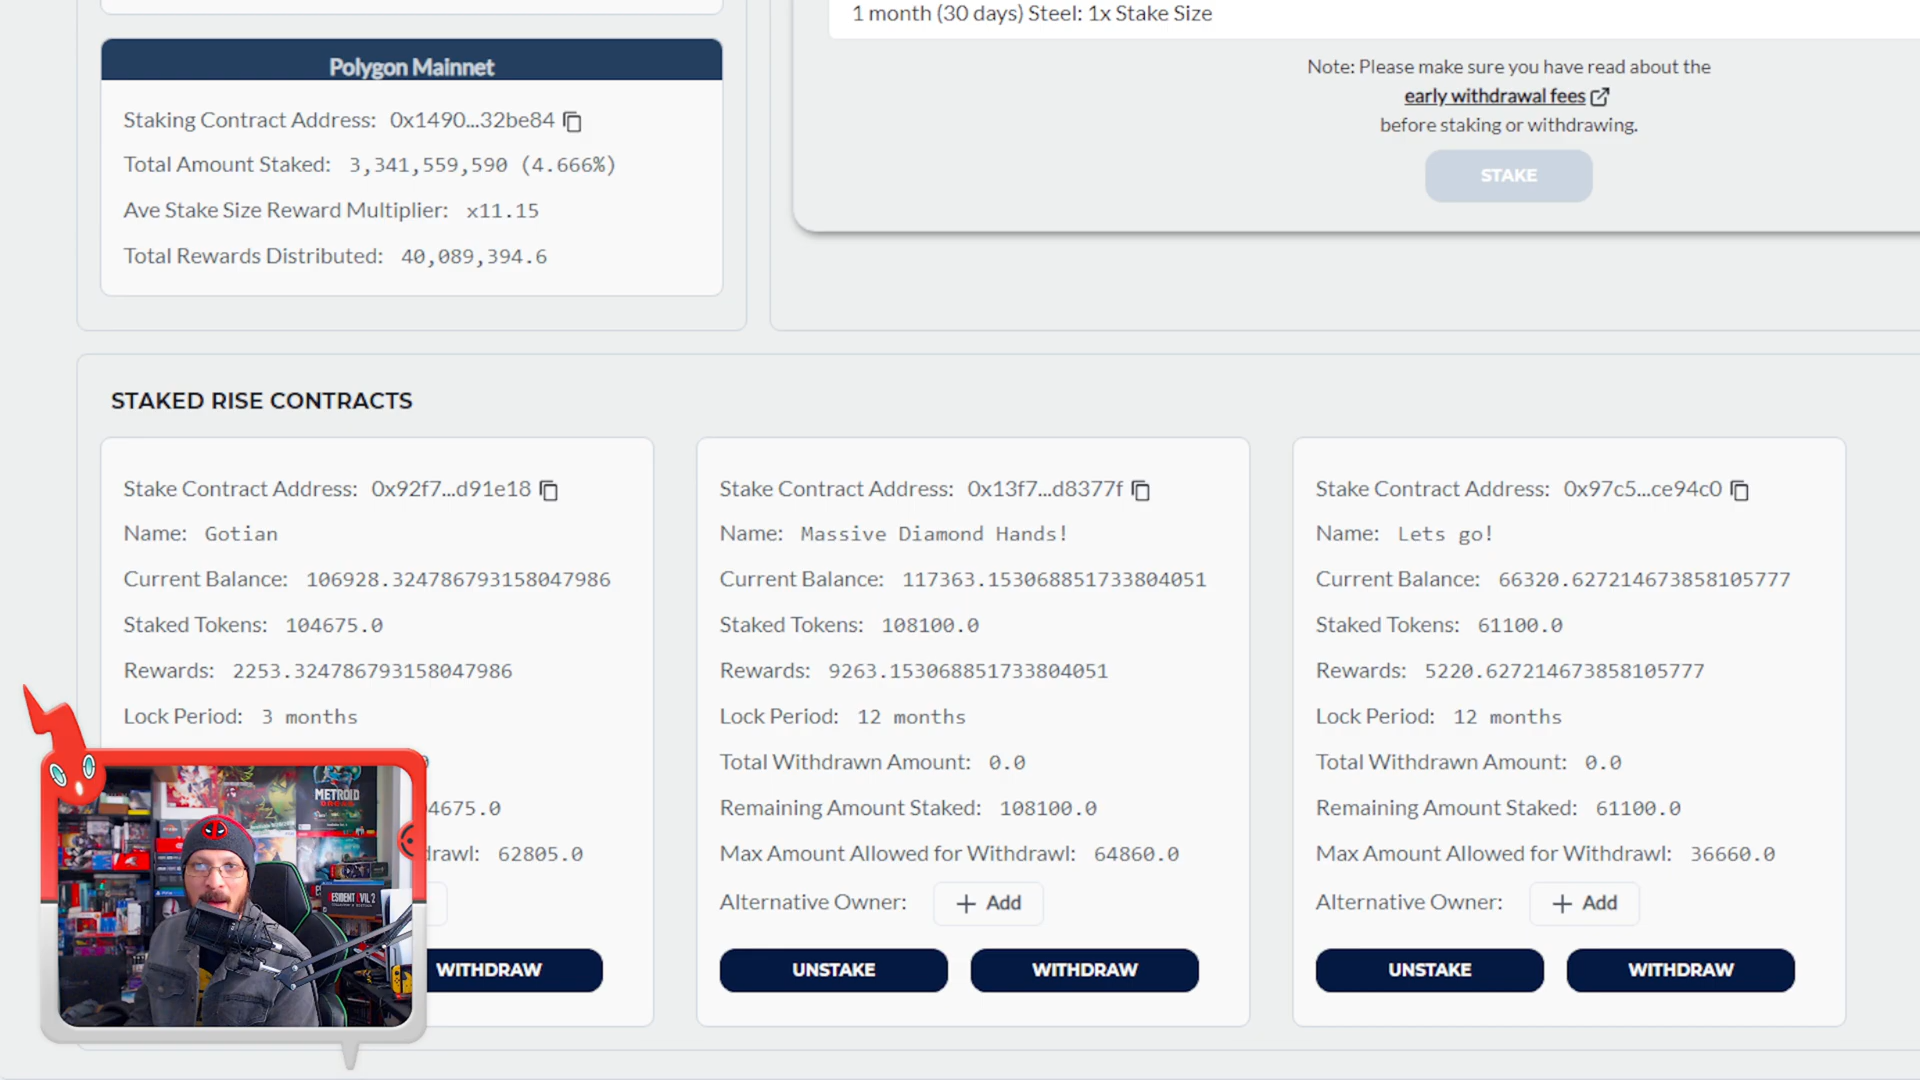 1 month (30 days) Steel: 1x Stake Size
Polygon Mainnet
Staking Contract Address: 0x1490...32be84
Total Amount Staked: 3,341,559,590 (4.666%)
Ave Stake Size Reward Multiplier: x11.15
Total Rewards Distributed: 40,089,394.6
Note: Please make sure you have read about the
early withdrawal fees
before staking or withdrawing.
STAKE
STAKED RISE CONTRACTS
Stake Contract Address: 0x92f7...d91e18
Name: Gotian
Current Balance: 106928.324786793158047986
Staked Tokens: 104675.0
Rewards: 2253.324786793158047986
Lock Period: 3 months
4675.0
drawl: 62805.0
WITHDRAW
Stake Contract Address: 0x13f7...d8377f
Name: Massive Diamond Hands!
Current Balance: 117363.153068851733804051
Staked Tokens: 108100.0
Rewards: 9263.153068851733804051
Lock Period: 12 months
Total Withdrawn Amount: 0.0
Remaining Amount Staked: 108100.0
Max Amount Allowed for Withdrawl: 64860.0
Alternative Owner: + Add
UNSTAKE WITHDRAW
Stake Contract Address: 0x97c5...ce94c0
Name: Lets go!
Current Balance: 66320.627214673858105777
Staked Tokens: 61100.0
Rewards: 5220.627214673858105777
Lock Period: 12 months
Total Withdrawn Amount: 0.0
Remaining Amount Staked: 61100.0
Max Amount Allowed for Withdrawl: 36660.0
Alternative Owner: + Add
UNSTAKE WITHDRAW
METROID
RESIDENT EVIL 2